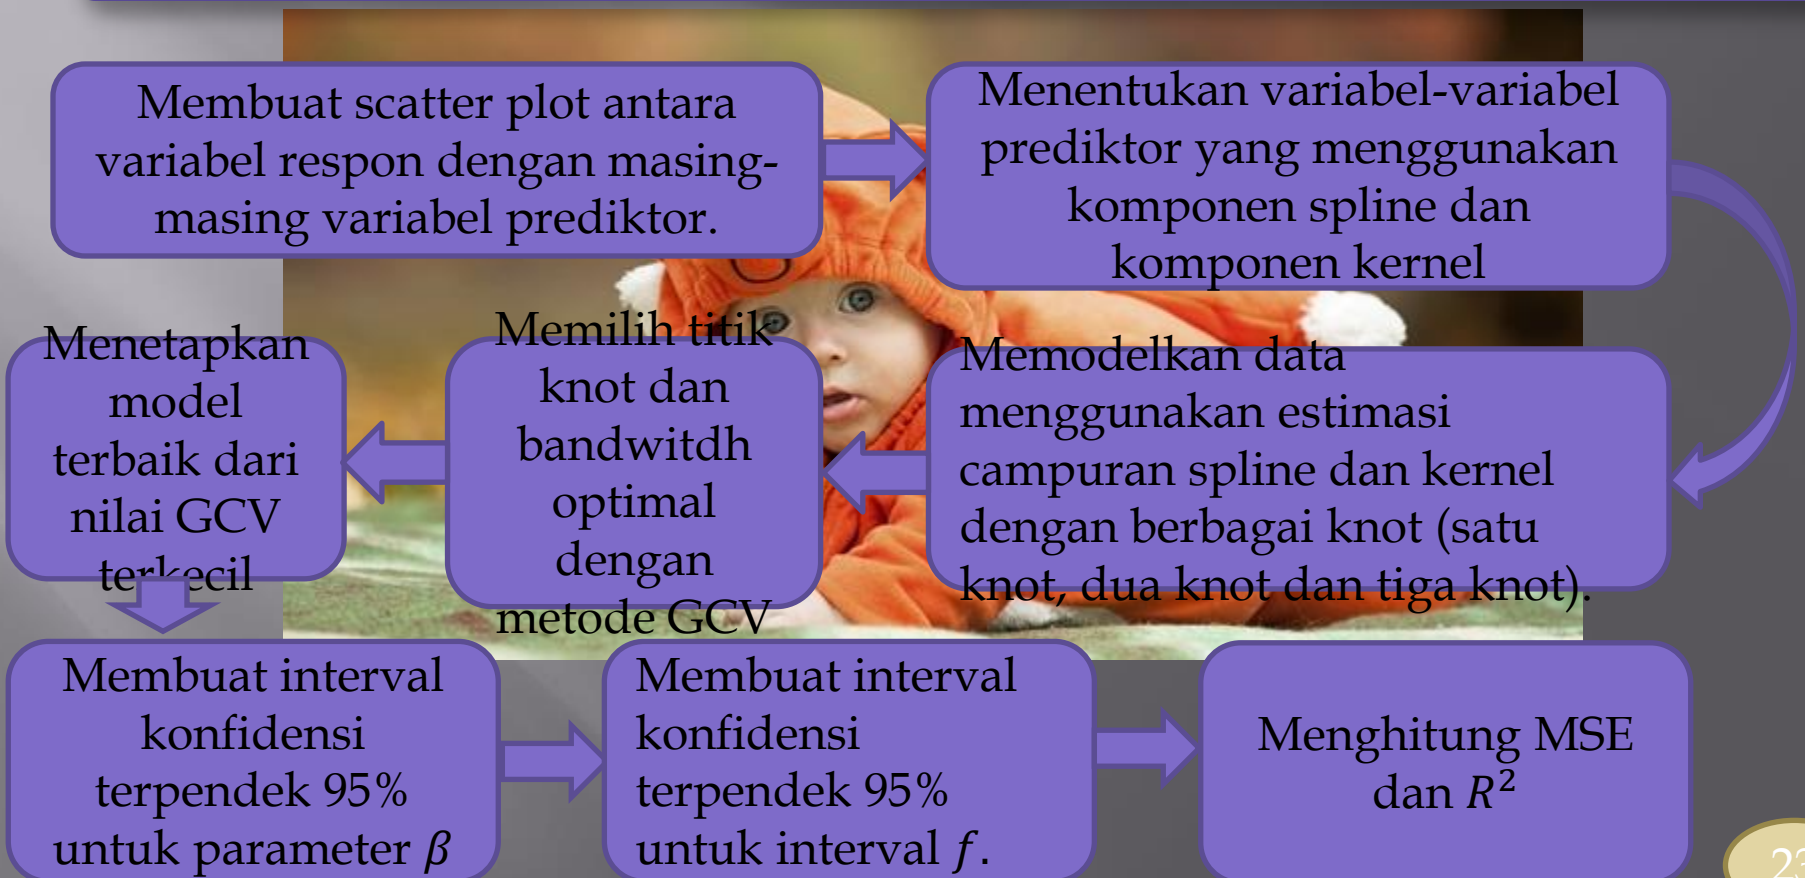 Membuat scatter plot antara
variabel respon dengan masing-
masing variabel prediktor.
Menentukan variabel-variabel
prediktor yang menggunakan
komponen spline dan
komponen kernel
Memodelkan data
menggunakan estimasi
campuran spline dan kernel
dengan berbagai knot (satu
knot, dua knot dan tiga knot).
Memilih titik
knot dan
bandwitdh
optimal
dengan
metode GCV
Menetapkan
model
terbaik dari
nilai GCV
terkecil
Membuat interval
konfidensi
terpendek 95%
untuk parameter β
Membuat interval
konfidensi
terpendek 95%
untuk interval f.
Menghitung MSE
dan R²